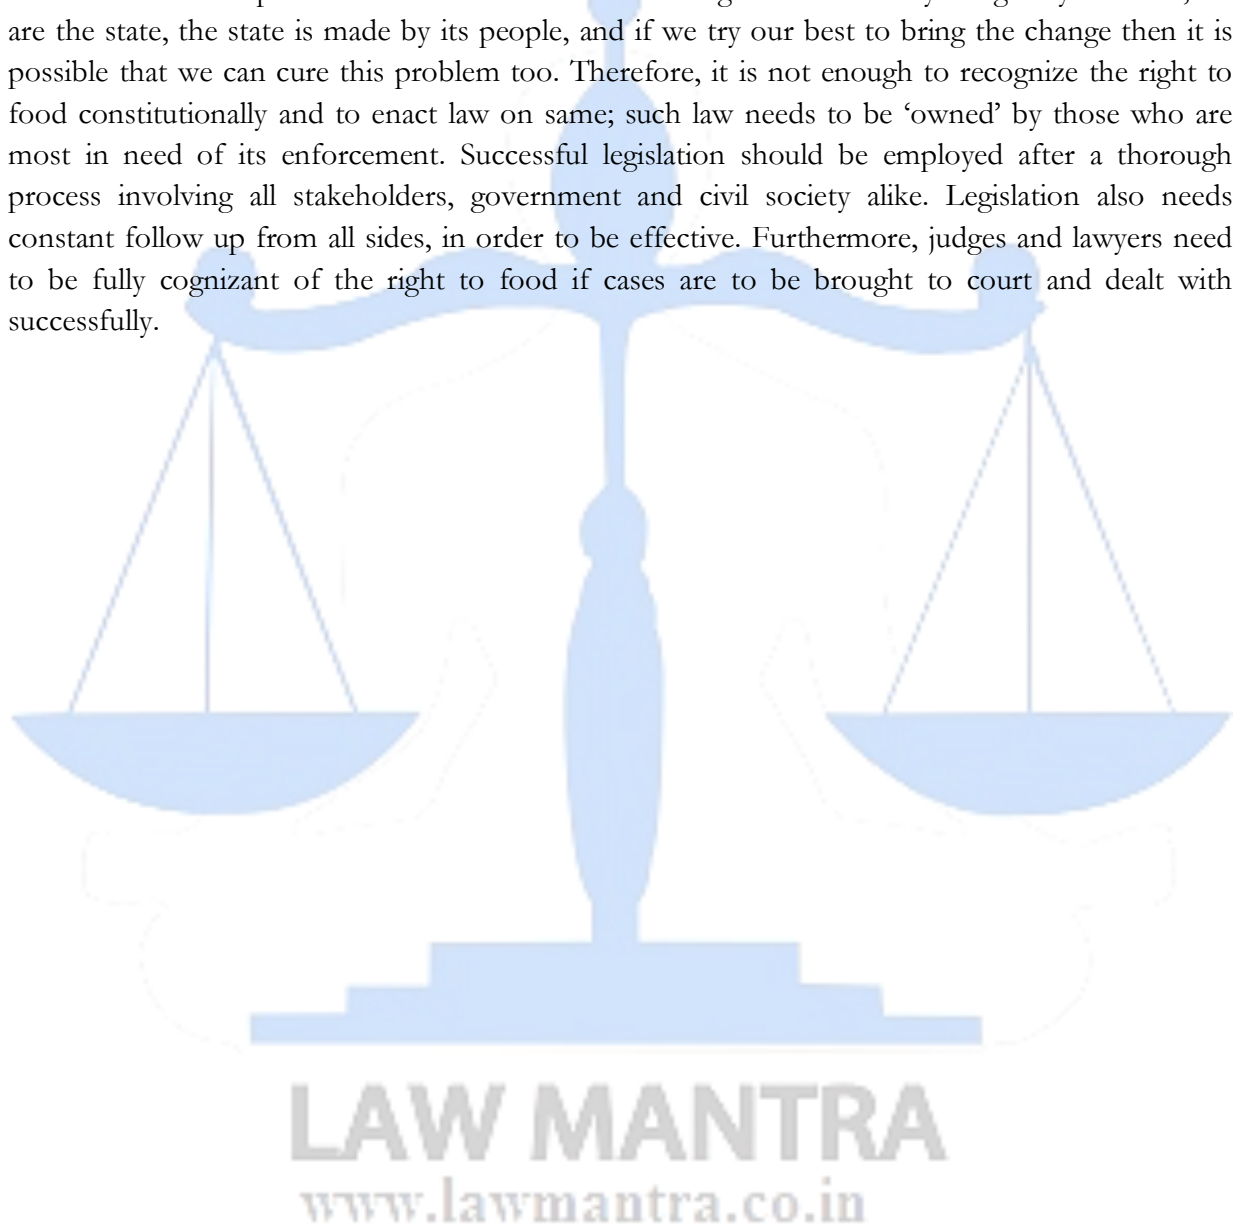 are the state, the state is made by its people, and if we try our best to bring the change then it is
possible that we can cure this problem too. Therefore, it is not enough to recognize the right to
food constitutionally and to enact law on same; such law needs to be ‘owned’ by those who are
most in need of its enforcement. Successful legislation should be employed after a thorough
process involving all stakeholders, government and civil society alike. Legislation also needs
constant follow up from all sides, in order to be effective. Furthermore, judges and lawyers need
to be fully cognizant of the right to food if cases are to be brought to court and dealt with
successfully.
LAW MANTRA
www.lawmantra.co.in